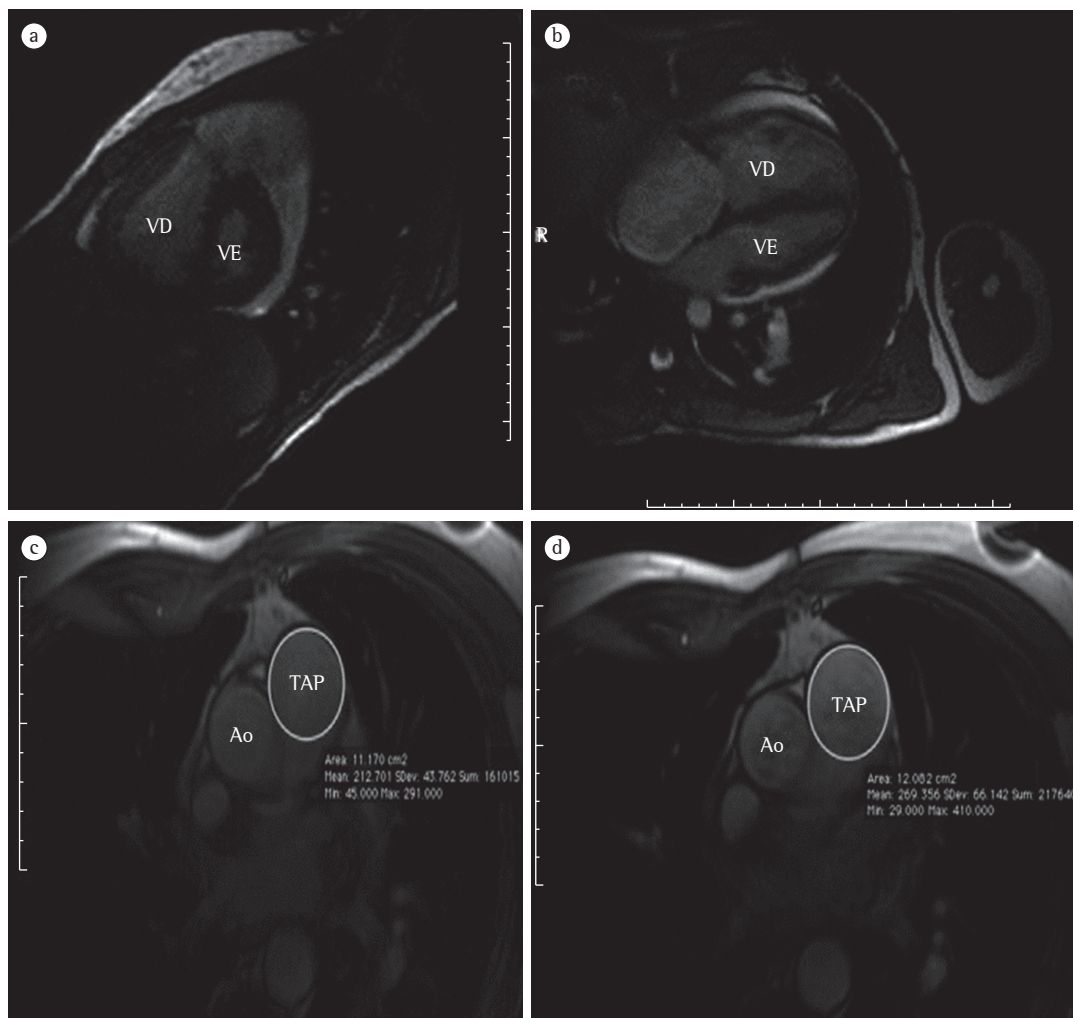 a
VD
VE
b
VD
VE
R
c
TAP
Ao
Area: 11.170 cm2
Mean: 212.701 SDev: 43.762 Sum: 161015
Min: 45.000 Max: 291.000
d
TAP
Ao
Area: 12.082 cm2
Mean: 269.356 SDev: 66.142 Sum: 217640
Min: 29.000 Max: 410.000